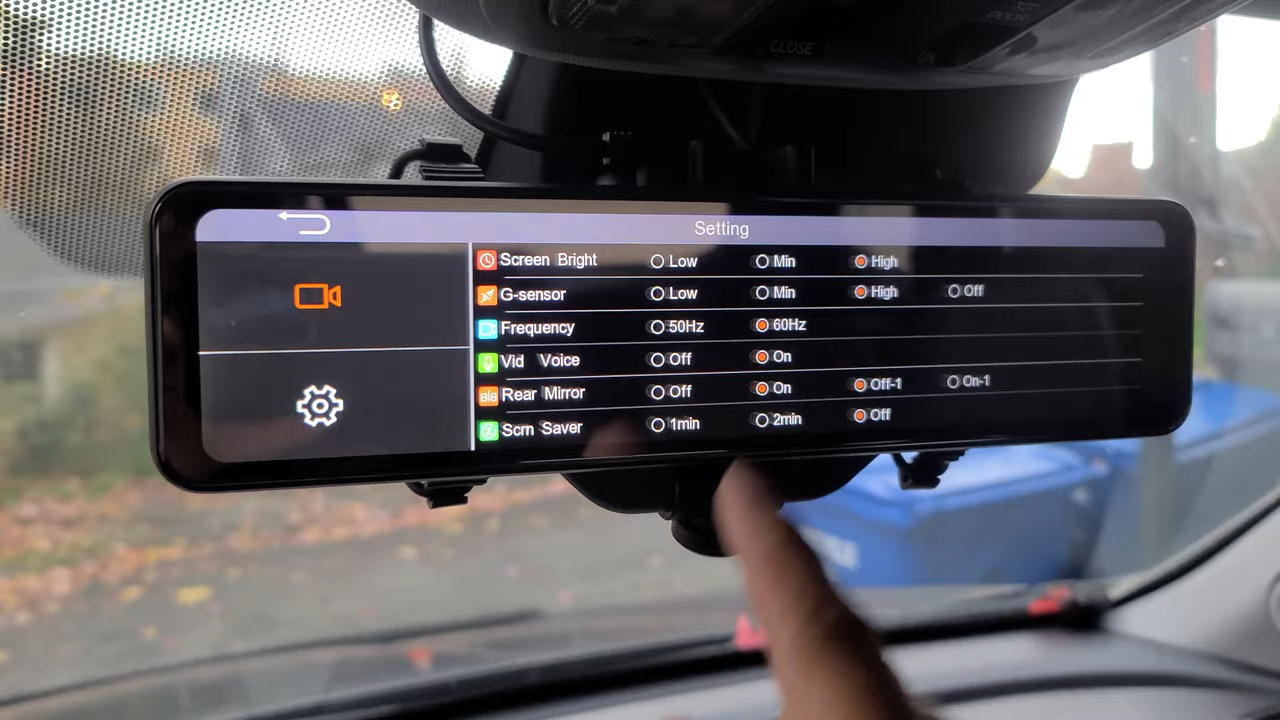 CLOSE
ON
Setting
Screen Bright Low Min High
G-sensor Low Min High Off
Frequency 50Hz 60Hz
Vid Voice Off On
Rear Mirror Off On Off-1 On-1
Scrn Saver 1min 2min Off